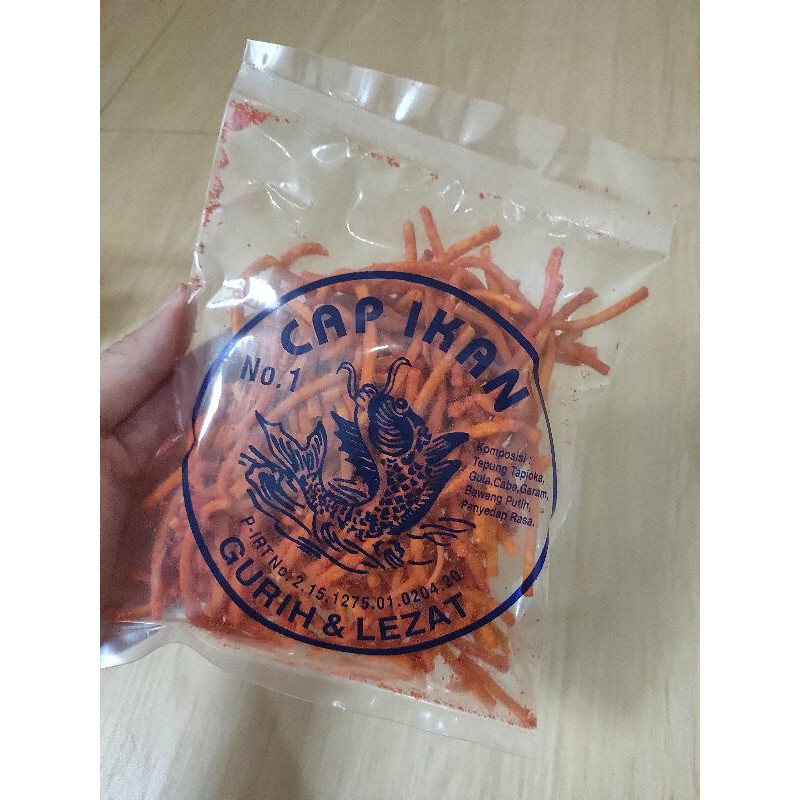 CAP IKAN
No.1
Komposisi :
Tepung Tapioka,
Gula,Cabe,Garam,
Bawang Putih,
Penyedap Rasa.
P-IRT No. 2.15.1275.01.0204.20
GURIH & LEZAT